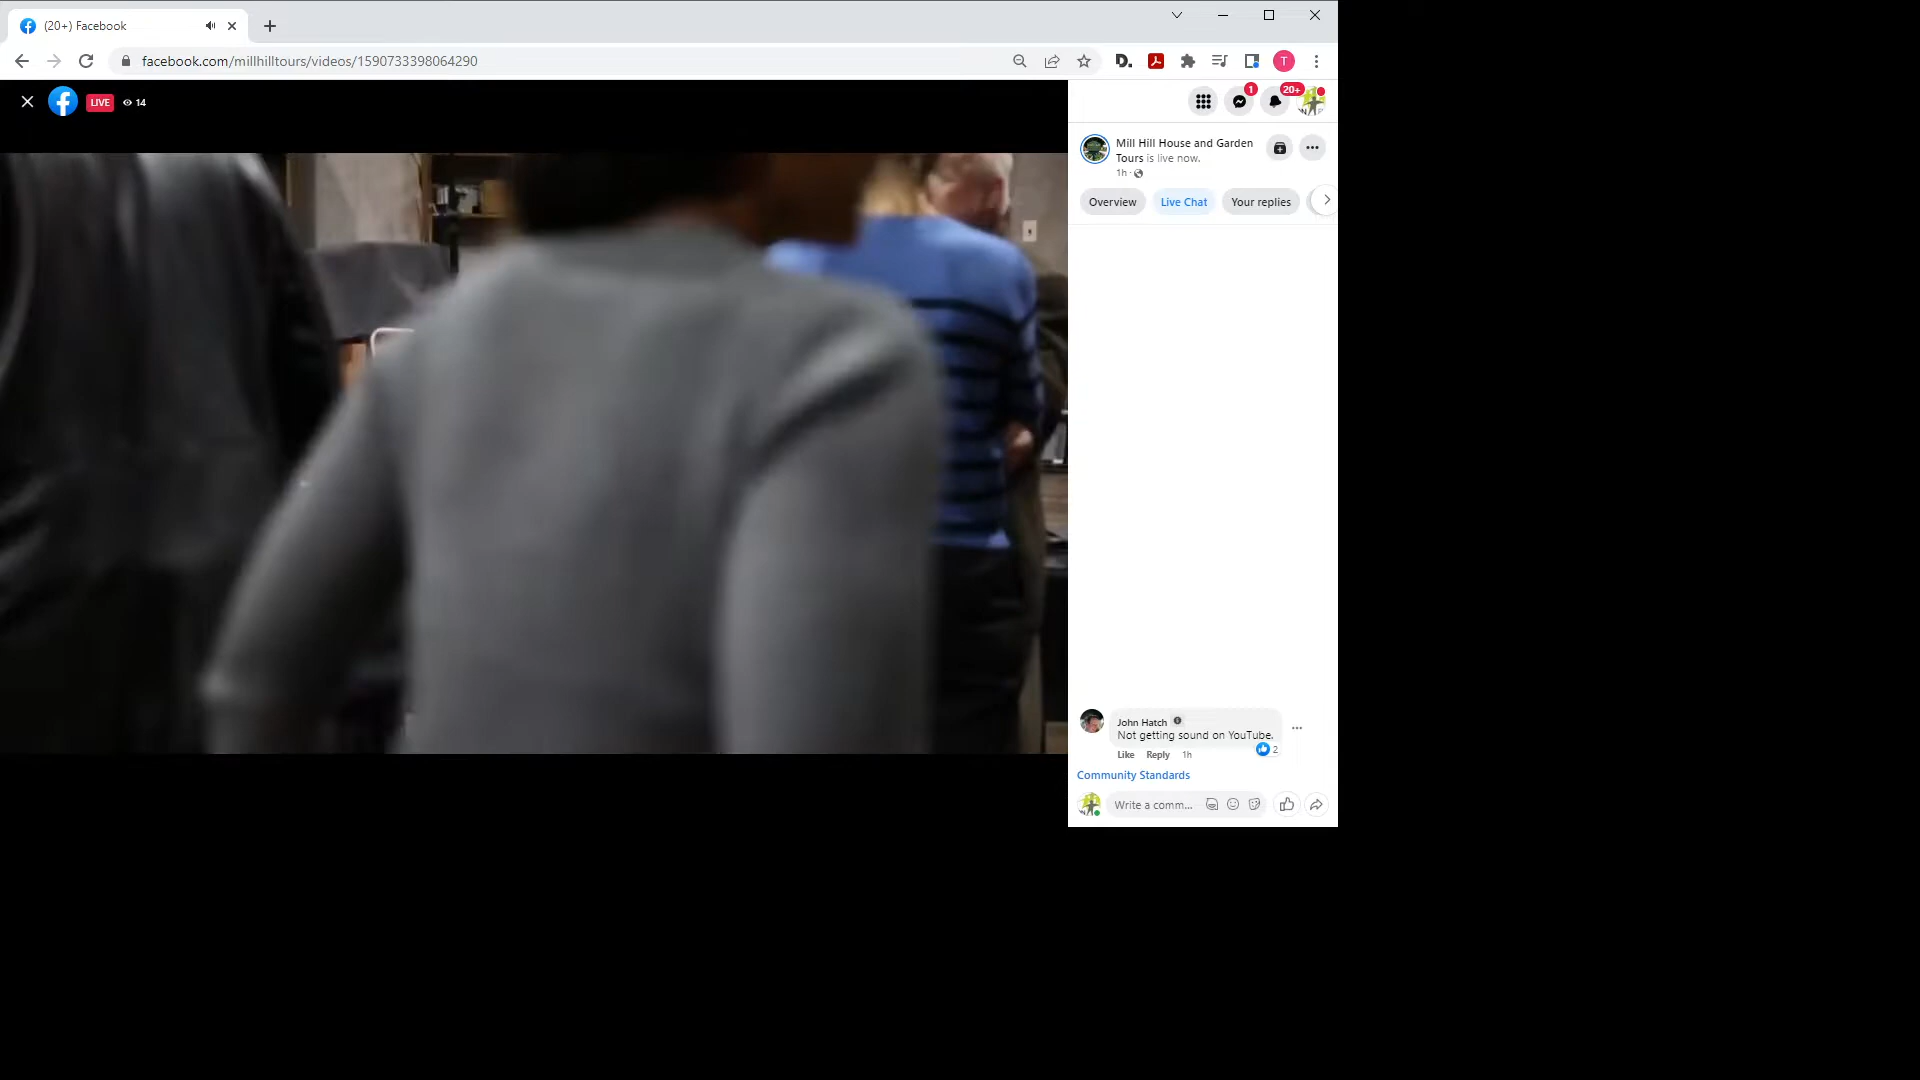 (20+) Facebook
facebook.com/millhilltours/videos/1590733398064290
D.
T
LIVE
14
1
20+
Mill Hill House and Garden
Tours is live now.
1h ·
Overview
Live Chat
Your replies
John Hatch
Not getting sound on YouTube.
2
Like Reply 1h
Community Standards
Write a comm...